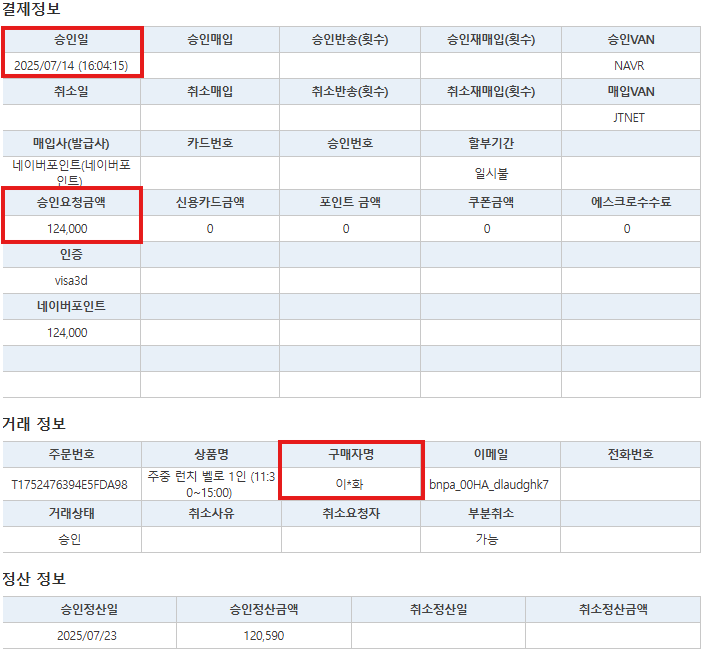 결제정보
승인일 승인매입 승인반송(횟수) 승인재매입(횟수) 승인VAN
2025/07/14 (16:04:15) NAVR
취소일 취소매입 취소반송(횟수) 취소재매입(횟수) 매입VAN
JTNET
매입사(발급사) 카드번호 승인번호 할부기간
네이버포인트(네이버포인트) 일시불
승인요청금액 신용카드금액 포인트 금액 쿠폰금액 에스크로수수료
124,000 0 0 0 0
인증
visa3d
네이버포인트
124,000
거래 정보
주문번호 상품명 구매자명 이메일 전화번호
T1752476394E5FDA98 주중 런치 벨로 1인 (11:30~15:00) 이*화 bnpa_00HA_dlaudghk7
거래상태 취소사유 취소요청자 부분취소
승인 가능
정산 정보
승인정산일 승인정산금액 취소정산일 취소정산금액
2025/07/23 120,590